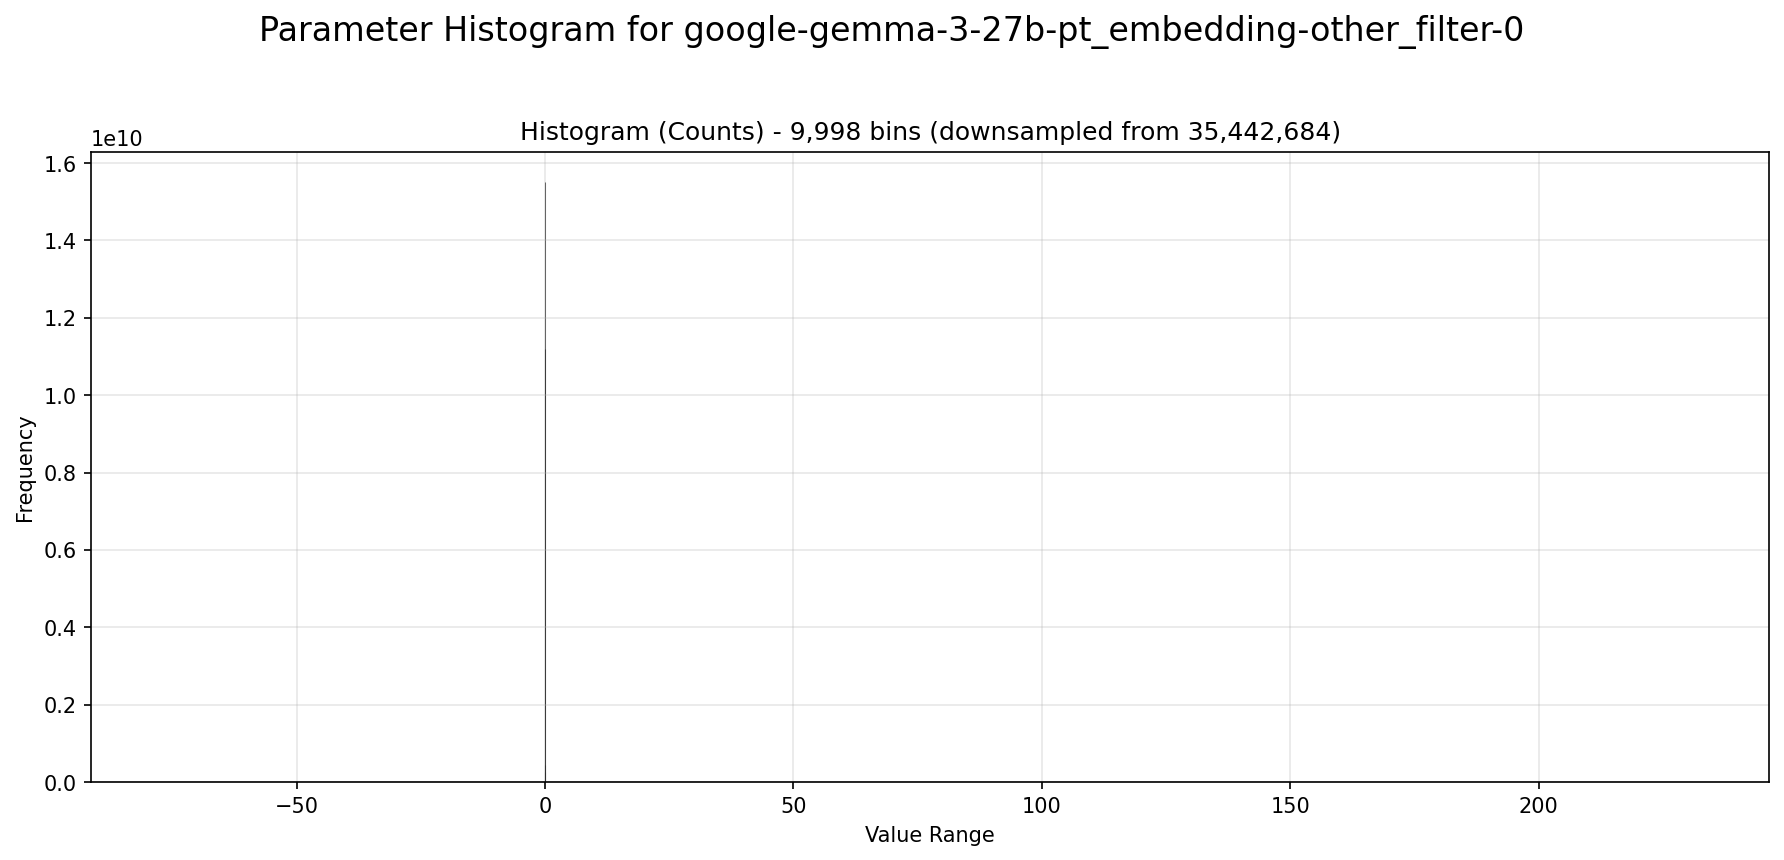 Parameter Histogram for google-gemma-3-27b-pt_embedding-other_filter-0
Histogram (Counts) - 9,998 bins (downsampled from 35,442,684)
1e10
1.6
1.4
1.2
1.0
0.8
0.6
0.4
0.2
0.0
Frequency
−50 0 50 100 150 200
Value Range